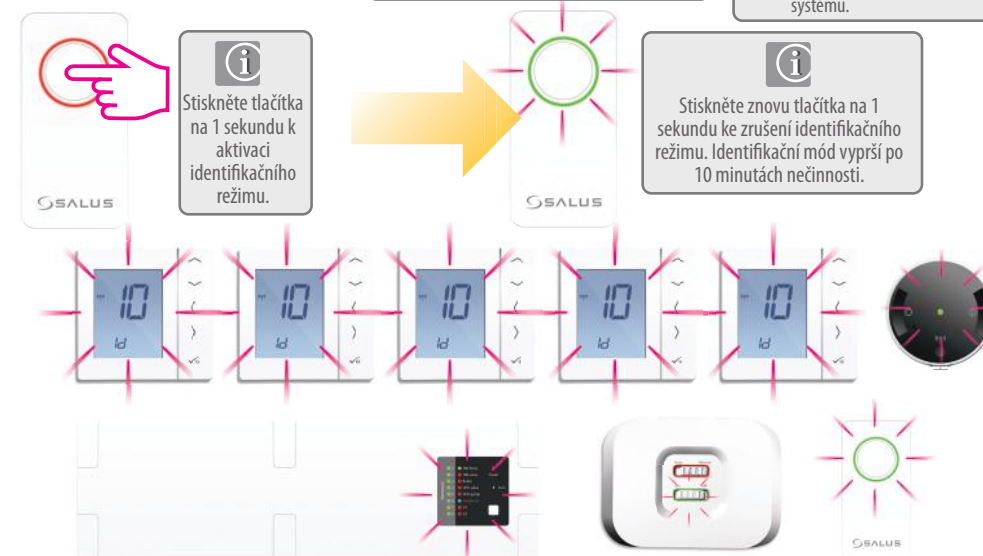 systému.
Stiskněte tlačítka
na 1 sekundu k
aktivaci
identifikačního
režimu.
Stiskněte znovu tlačítka na 1
sekundu ke zrušení identifikačního
režimu. Identifikační mód vyprší po
10 minutách nečinnosti.
SALUS
SALUS
10
Id
10
Id
10
Id
10
Id
10
Id
SALUS